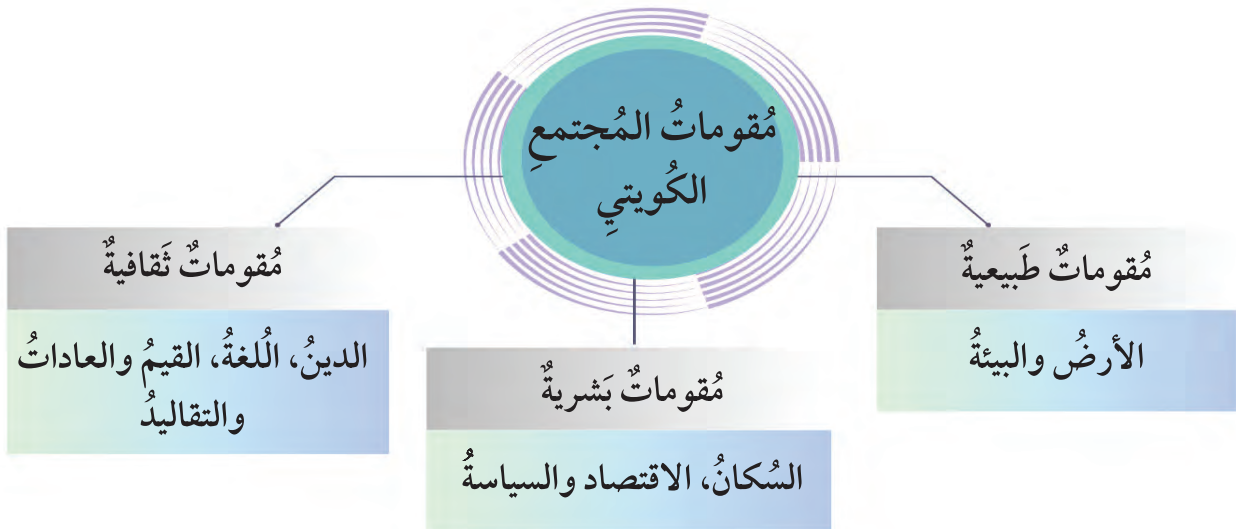 مُقوماتُ المُجتمعِ
الكُويتيِ
مُقوماتٌ طَبيعيةٌ
الأرضُ والبيئةُ
مُقوماتٌ بَشريةٌ
السُكانُ، الاقتصاد والسياسةُ
مُقوماتٌ ثَقافيةٌ
الدينُ، الُلغةُ، القيمُ والعاداتُ
والتقاليدُ